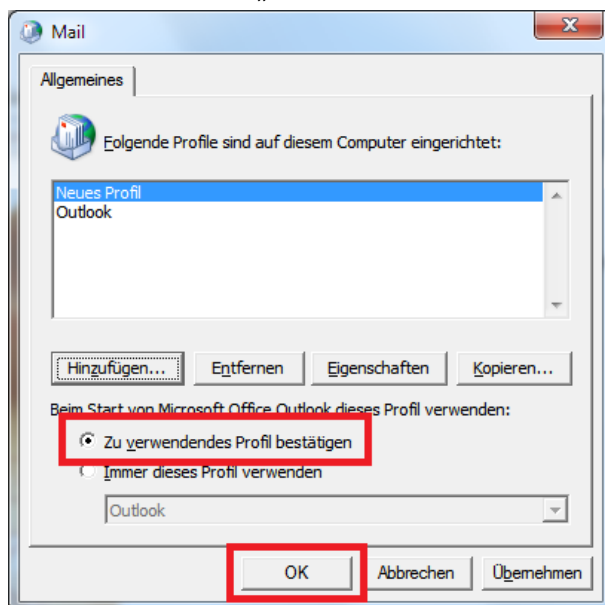 Mail
Allgemeines
Folgende Profile sind auf diesem Computer eingerichtet:
Neues Profil
Outlook
Hinzufügen... Entfernen Eigenschaften Kopieren...
Beim Start von Microsoft Office Outlook dieses Profil verwenden:
Zu verwendendes Profil bestätigen
Immer dieses Profil verwenden
Outlook
OK Abbrechen Übernehmen